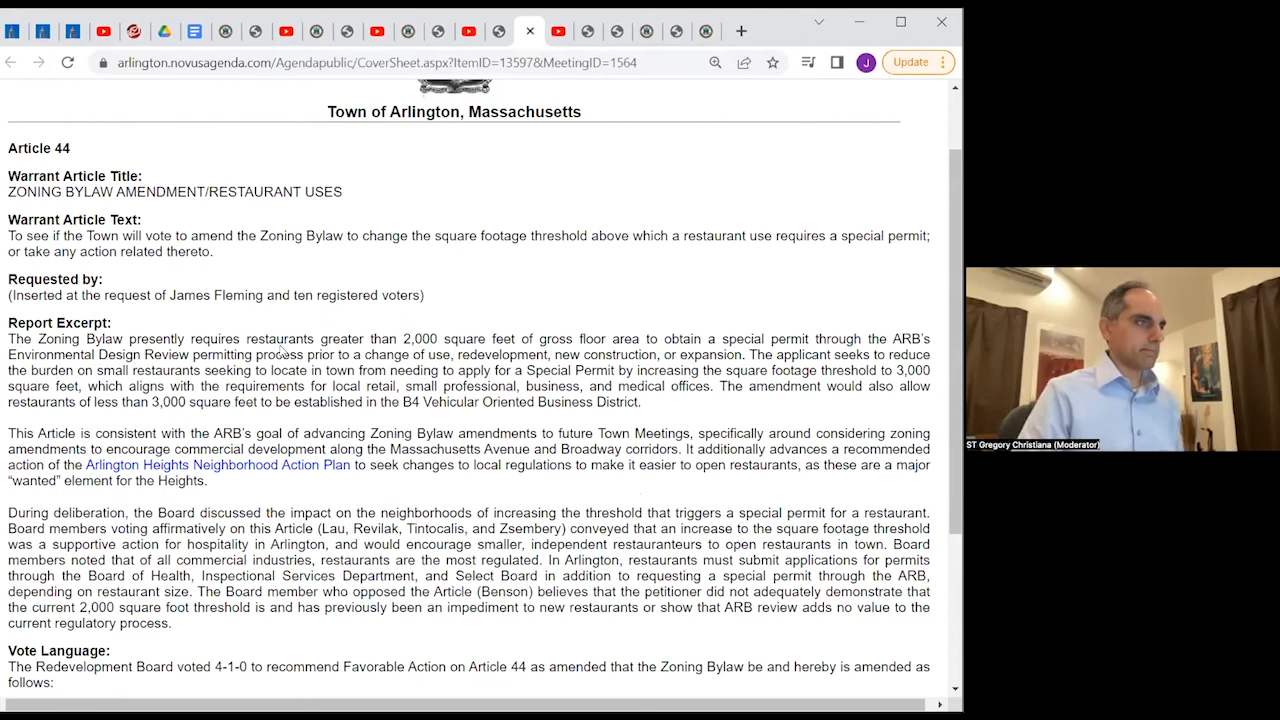 arlington.novusagenda.com/Agendapublic/CoverSheet.aspx?ItemID=13597&MeetingID=1564
J
Update
Town of Arlington, Massachusetts
Article 44
Warrant Article Title:
ZONING BYLAW AMENDMENT/RESTAURANT USES
Warrant Article Text:
To see if the Town will vote to amend the Zoning Bylaw to change the square footage threshold above which a restaurant use requires a special permit;
or take any action related thereto.
Requested by:
(Inserted at the request of James Fleming and ten registered voters)
Report Excerpt:
The Zoning Bylaw presently requires restaurants greater than 2,000 square feet of gross floor area to obtain a special permit through the ARB's
Environmental Design Review permitting process prior to a change of use, redevelopment, new construction, or expansion. The applicant seeks to reduce
the burden on small restaurants seeking to locate in town from needing to apply for a Special Permit by increasing the square footage threshold to 3,000
square feet, which aligns with the requirements for local retail, small professional, business, and medical offices. The amendment would also allow
restaurants of less than 3,000 square feet to be established in the B4 Vehicular Oriented Business District.
This Article is consistent with the ARB's goal of advancing Zoning Bylaw amendments to future Town Meetings, specifically around considering zoning
amendments to encourage commercial development along the Massachusetts Avenue and Broadway corridors. It additionally advances a recommended
action of the Arlington Heights Neighborhood Action Plan to seek changes to local regulations to make it easier to open restaurants, as these are a major
“wanted” element for the Heights.
During deliberation, the Board discussed the impact on the neighborhoods of increasing the threshold that triggers a special permit for a restaurant.
Board members voting affirmatively on this Article (Lau, Revilak, Tintocalis, and Zsembery) conveyed that an increase to the square footage threshold
was a supportive action for hospitality in Arlington, and would encourage smaller, independent restauranteurs to open restaurants in town. Board
members noted that of all commercial industries, restaurants are the most regulated. In Arlington, restaurants must submit applications for permits
through the Board of Health, Inspectional Services Department, and Select Board in addition to requesting a special permit through the ARB,
depending on restaurant size. The Board member who opposed the Article (Benson) believes that the petitioner did not adequately demonstrate that
the current 2,000 square foot threshold is and has previously been an impediment to new restaurants or show that ARB review adds no value to the
current regulatory process.
Vote Language:
The Redevelopment Board voted 4-1-0 to recommend Favorable Action on Article 44 as amended that the Zoning Bylaw be and hereby is amended as
follows:
ST Gregory Christiana (Moderator)